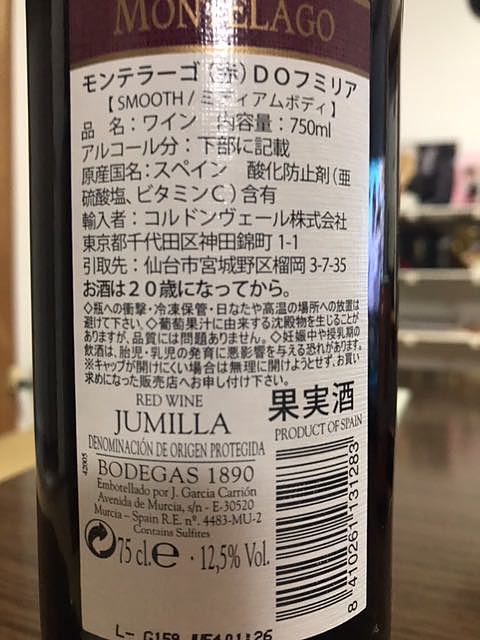 MONTELAGO
モンテラーゴ（赤）DOフミリア
【 SMOOTH / ミディアムボディ 】
品　名：ワイン　内容量：750ml
アルコール分：下部に記載
原産国名：スペイン　酸化防止剤（亜
硫酸塩、ビタミンC）含有
輸入者：コルドンヴェール株式会社
東京都千代田区神田錦町 1-1
引取先：仙台市宮城野区榴岡 3-7-35
お酒は20歳になってから。
◇瓶への衝撃・冷凍保管・日なたや高温の場所への放置は
避けて下さい。◇葡萄果汁に由来する沈殿物を生じることが
ありますが、品質には問題ありません。◇妊娠中や授乳期の
飲酒は、胎児・乳児の発育に悪影響を与える恐れがあります。
※キャップが開けにくい場合は無理に開けようとせず、お買い
求めになった販売店へお申し付け下さい。
RED WINE
JUMILLA
DENOMINACIÓN DE ORIGEN PROTEGIDA
果実酒
PRODUCT OF SPAIN
BODEGAS 1890
Embotellado por J. García Carrión
Avenida de Murcia, s/n - E-30520
Murcia – Spain R.E. nº. 4483-MU-2
Contains Sulfites
75 cl. e · 12,5% Vol.
42005
8 410261 131283